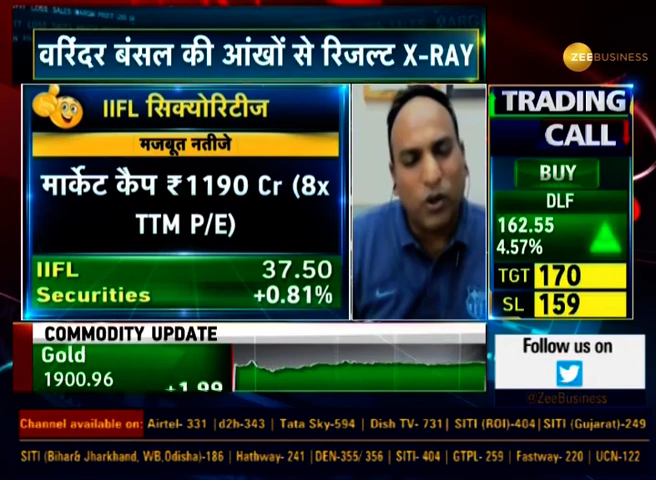 वरिंदर बंसल की आंखों से रिजल्ट X-RAY
ZEEBUSINESS
IIFL सिक्योरिटीज
मजबूत नतीजे
मार्केट कैप ₹1190 Cr (8x
TTM P/E)
IIFL 37.50
Securities +0.81%
TRADING
CALL
BUY
DLF
162.55
4.57%
TGT 170
SL 159
COMMODITY UPDATE
Gold
1900.96
+1.99
Follow us on
@ZeeBusiness
Channel available on: Airtel- 331 | d2h-343 | Tata Sky-594 | Dish TV- 731 | SITI (ROI)-404 | SITI (Gujarat)-249
SITI (Bihar& Jharkhand, WB,Odisha)-186 | Hathway- 241 | DEN-355/ 356 | SITI- 404 | GTPL- 259 | Fastway- 220 | UCN-122